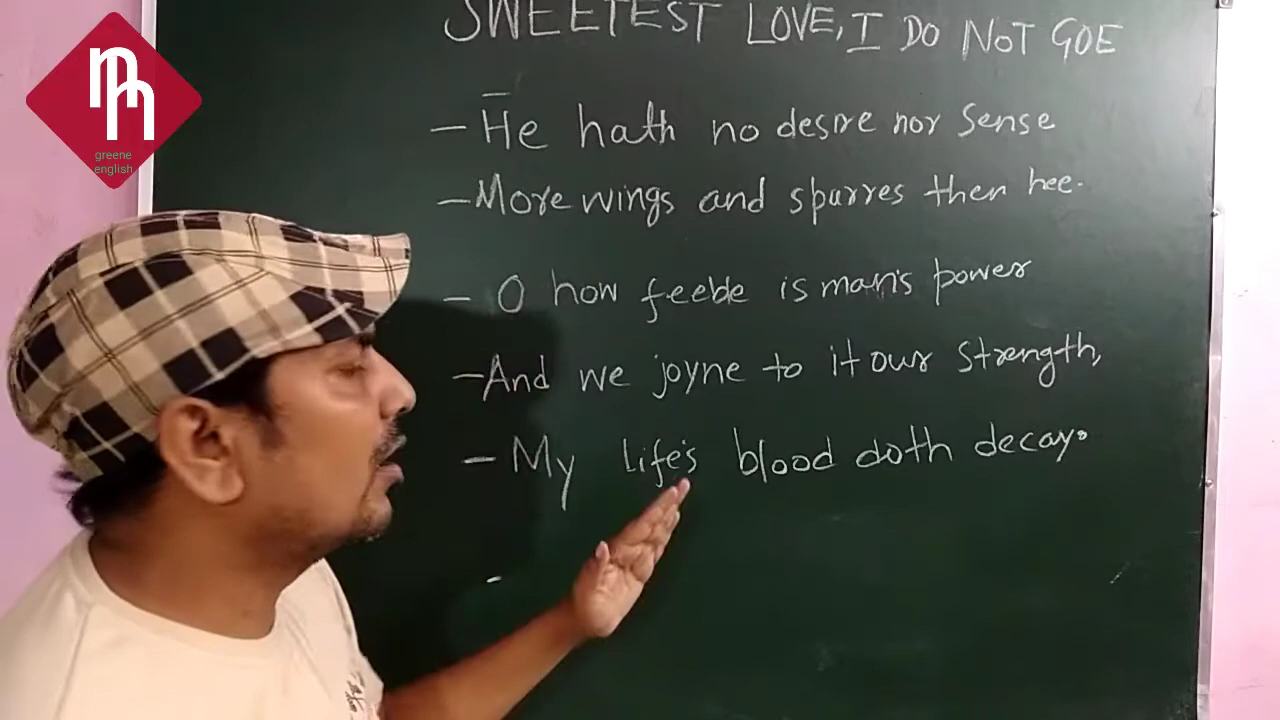 greene
english
SWEETEST LOVE, I DO NOT GOE
- He hath no desire nor sense
- More wings and spurres then hee.
- O how feeble is man's power
- And we joyne to it our strength,
- My life's blood doth decay.